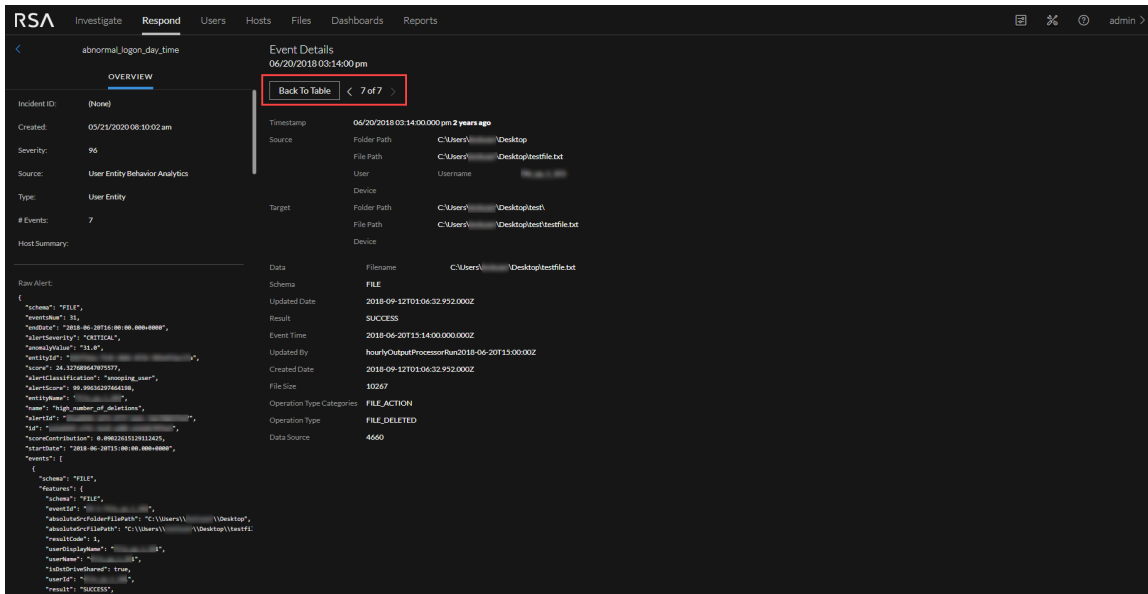 RSA Investigate Respond Users Hosts Files Dashboards Reports admin >
abnormal_logon_day_time
OVERVIEW
Incident ID: (None)
Created: 05/21/2020 08:10:02 am
Severity: 96
Source: User Entity Behavior Analytics
Type: User Entity
# Events: 7
Host Summary:
Raw Alert:
{
"schema": "FILE",
"eventsNum": 31,
"endDate": "2018-06-20T16:00:00.000+0000",
"alertSeverity": "CRITICAL",
"anomalyValue": "31.0",
"entityId": "
"score": 24.327689647075577,
"alertClassification": "snooping_user",
"alertScore": 99.99636297464198,
"entityName": " ",
"name": "high_number_of_deletions",
"alertId": " ",
"id": " ",
"scoreContribution": 0.09022615129112425,
"startDate": "2018-06-20T15:00:00.000+0000",
"events": [
{
"schema": "FILE",
"features": {
"schema": "FILE",
"eventId": " ",
"absoluteSrcFolderFilePath": "C:\\Users\\ \\Desktop",
"absoluteSrcFilePath": "C:\\Users\\ \\Desktop\\testfi
"resultCode": 1,
"userDisplayName": " ",
"userName": " ",
"isDstDriveShared": true,
"userId": " ",
"result": "SUCCESS",
Event Details
06/20/2018 03:14:00 pm
Back To Table < 7 of 7 >
Timestamp 06/20/2018 03:14:00.000 pm 2 years ago
Source Folder Path C:\Users\ \Desktop
File Path C:\Users\ \Desktop\testfile.txt
User Username
Device
Target Folder Path C:\Users\ \Desktop\test\
File Path C:\Users\ \Desktop\test\testfile.txt
Device
Data Filename C:\Users\ \Desktop\testfile.txt
Schema FILE
Updated Date 2018-09-12T01:06:32.952.000Z
Result SUCCESS
Event Time 2018-06-20T15:14:00.000.000Z
Updated By hourlyOutputProcessorRun2018-06-20T15:00:00Z
Created Date 2018-09-12T01:06:32.952.000Z
File Size 10267
Operation Type Categories FILE_ACTION
Operation Type FILE_DELETED
Data Source 4660